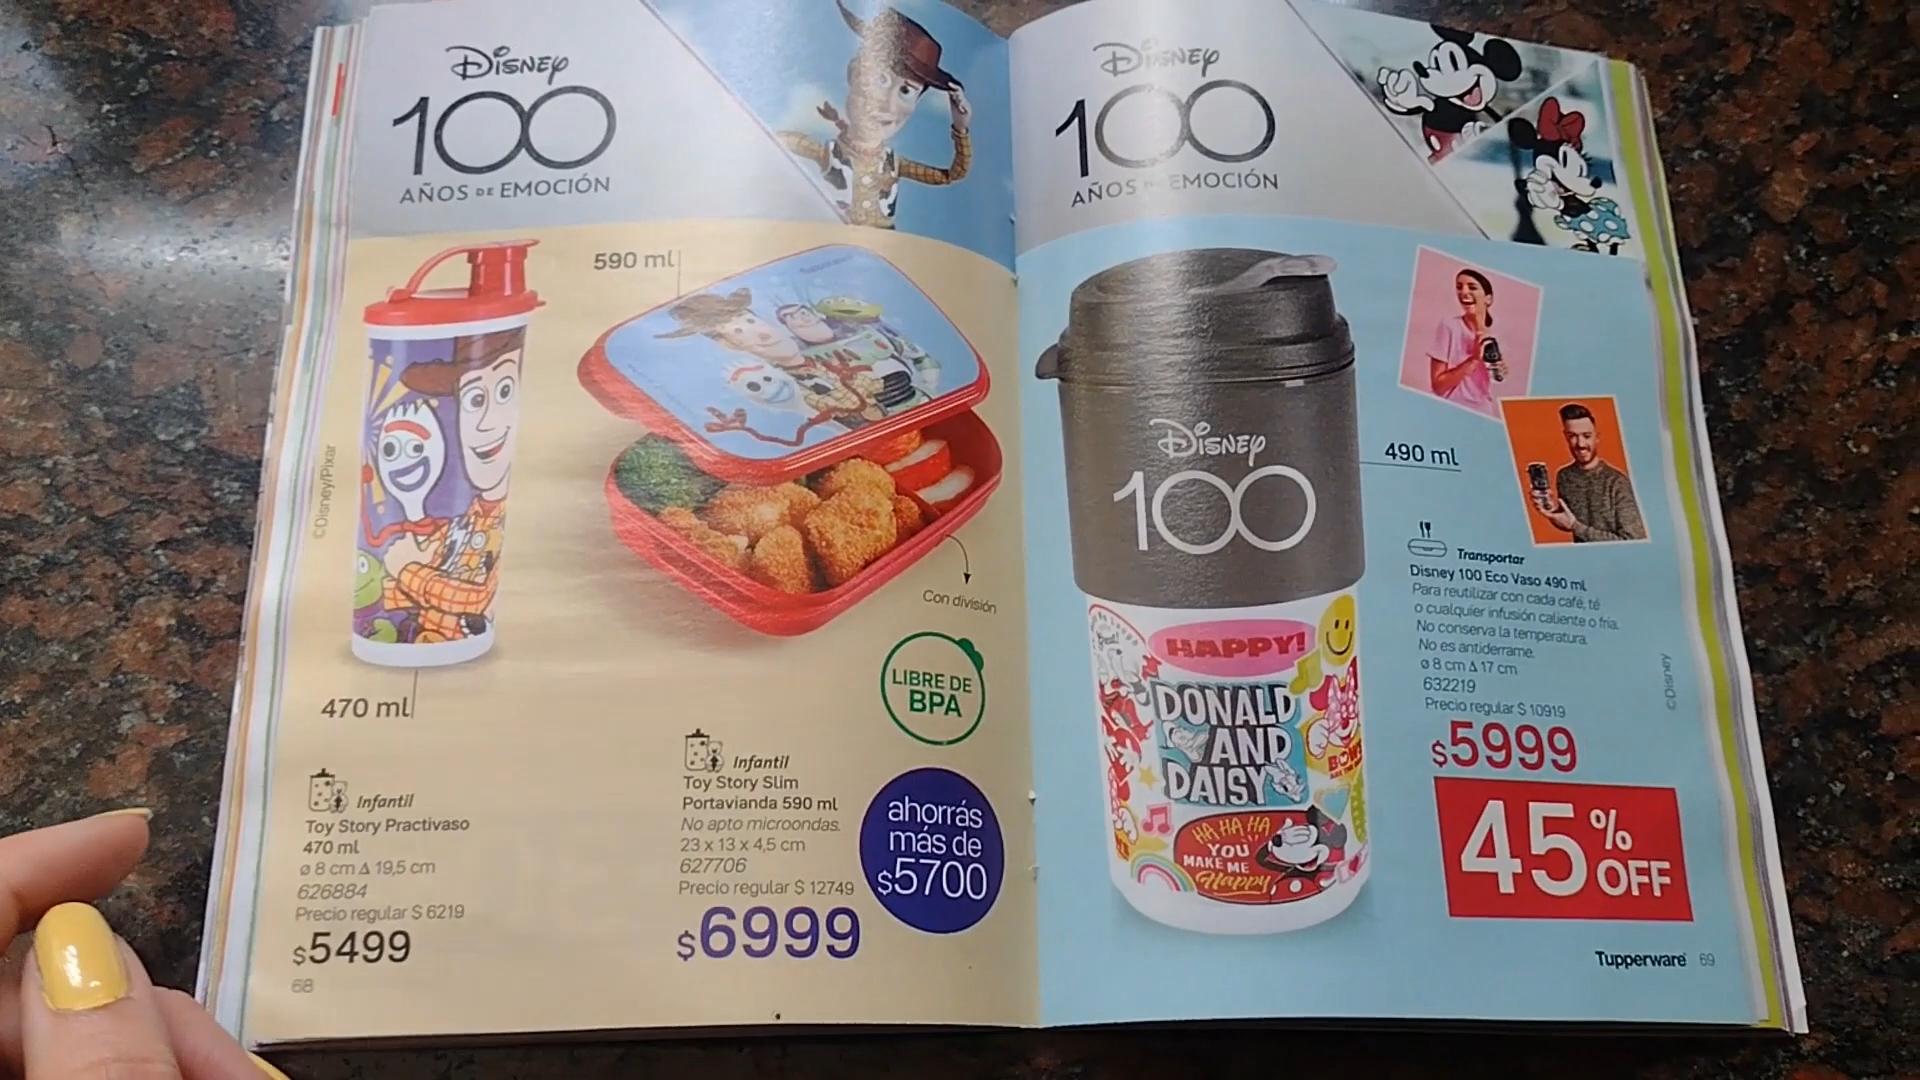 Disney
100
AÑOS DE EMOCIÓN
590 ml
©Disney/Pixar
Con división
LIBRE DE
BPA
470 ml
Infantil
Toy Story Practivaso
470 ml
ø 8 cm Δ 19,5 cm
626884
Precio regular $ 6219
$5499
68
Infantil
Toy Story Slim
Portavianda 590 ml
No apto microondas.
23 x 13 x 4,5 cm
627706
Precio regular $ 12749
$6999
ahorrás
más de
$5700
Disney
100
AÑOS DE EMOCIÓN
Disney
100
490 ml
HAPPY!
DONALD
AND
DAISY
HA HA HA
YOU
MAKE ME
Happy
Transportar
Disney 100 Eco Vaso 490 ml
Para reutilizar con cada café, té
o cualquier infusión caliente o fría.
No conserva la temperatura.
No es antiderrame.
ø 8 cm Δ 17 cm
632219
Precio regular $ 10919
$5999
45% OFF
©Disney
Tupperware 69